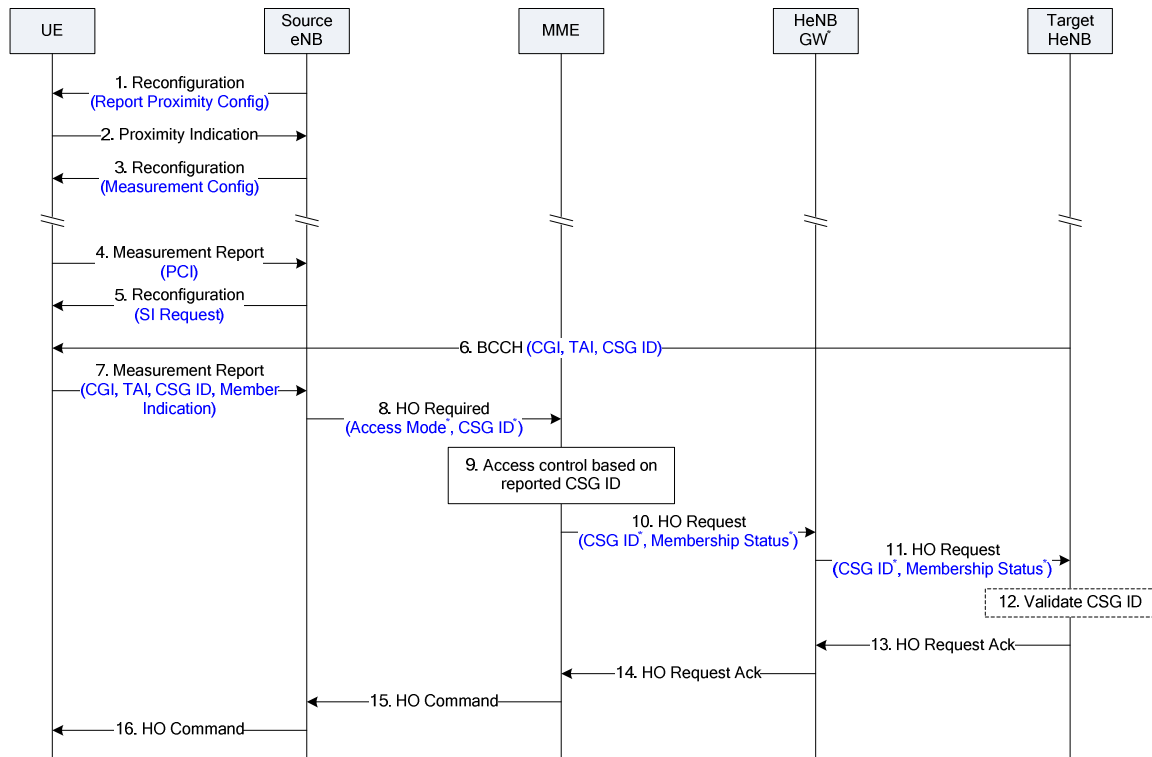 UE
Source
eNB
MME
HeNB
GW*
Target
HeNB
1. Reconfiguration
(Report Proximity Config)
2. Proximity Indication
3. Reconfiguration
(Measurement Config)
4. Measurement Report
(PCI)
5. Reconfiguration
(SI Request)
6. BCCH (CGI, TAI, CSG ID)
7. Measurement Report
(CGI, TAI, CSG ID, Member
Indication)
8. HO Required
(Access Mode*, CSG ID*)
9. Access control based on
reported CSG ID
10. HO Request
(CSG ID*, Membership Status*)
11. HO Request
(CSG ID*, Membership Status*)
12. Validate CSG ID
13. HO Request Ack
14. HO Request Ack
15. HO Command
16. HO Command